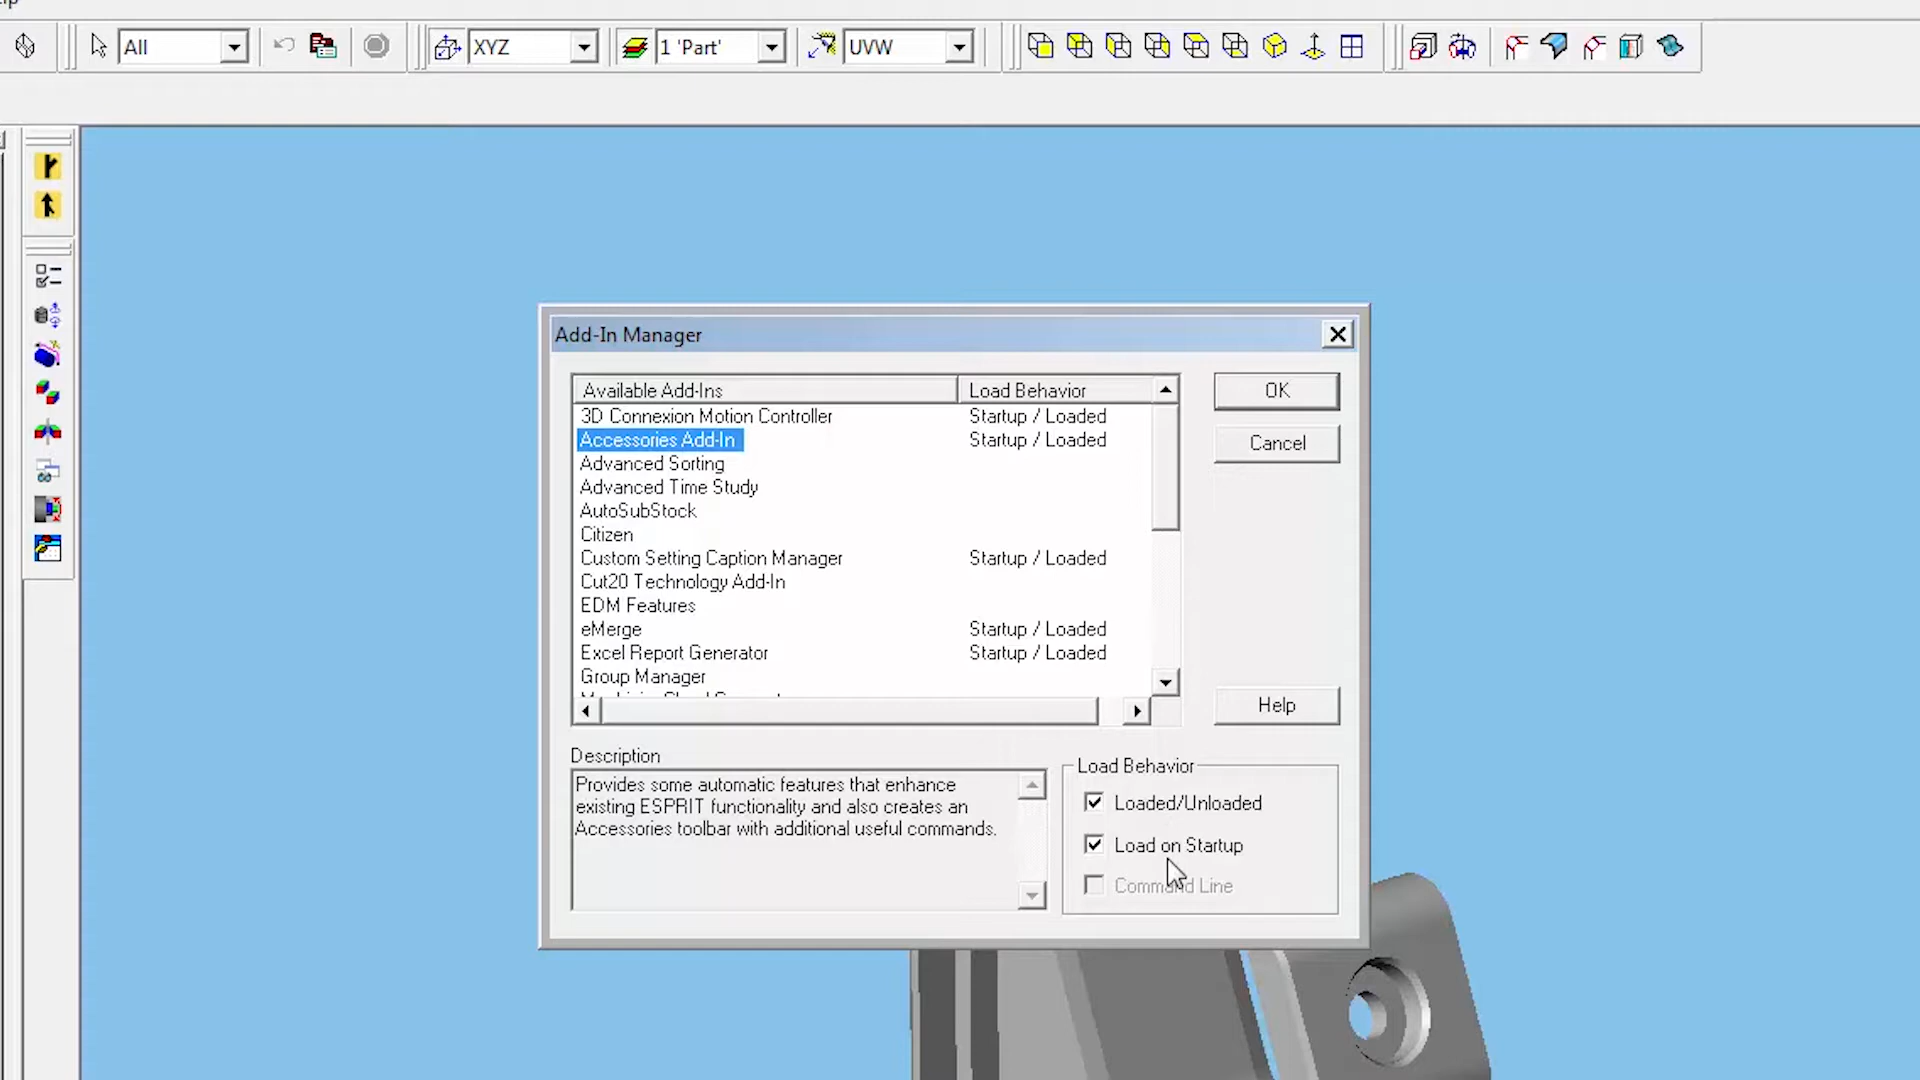 All
XYZ
1 'Part'
UVW
Add-In Manager
Available Add-Ins
Load Behavior
3D Connexion Motion Controller
Startup / Loaded
Accessories Add-In
Startup / Loaded
Advanced Sorting
Advanced Time Study
AutoSubStock
Citizen
Custom Setting Caption Manager
Startup / Loaded
Cut20 Technology Add-In
EDM Features
eMerge
Startup / Loaded
Excel Report Generator
Startup / Loaded
Group Manager
OK
Cancel
Help
Description
Provides some automatic features that enhance
existing ESPRIT functionality and also creates an
Accessories toolbar with additional useful commands.
Load Behavior
Loaded/Unloaded
Load on Startup
Command Line